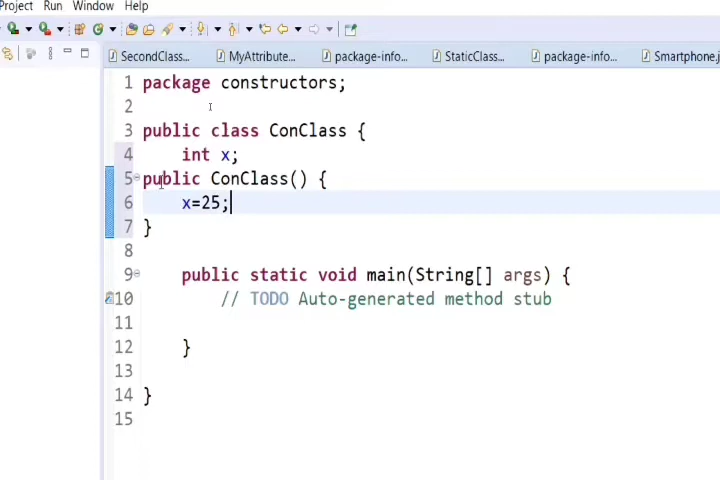 Project Run Window Help
SecondClass... MyAttribute... package-info... StaticClass... package-info... Smartphone.j
1 package constructors;
2
3 public class ConClass {
4 int x;
5 public ConClass() {
6 x=25;
7 }
8
9 public static void main(String[] args) {
10 // TODO Auto-generated method stub
11
12 }
13
14 }
15